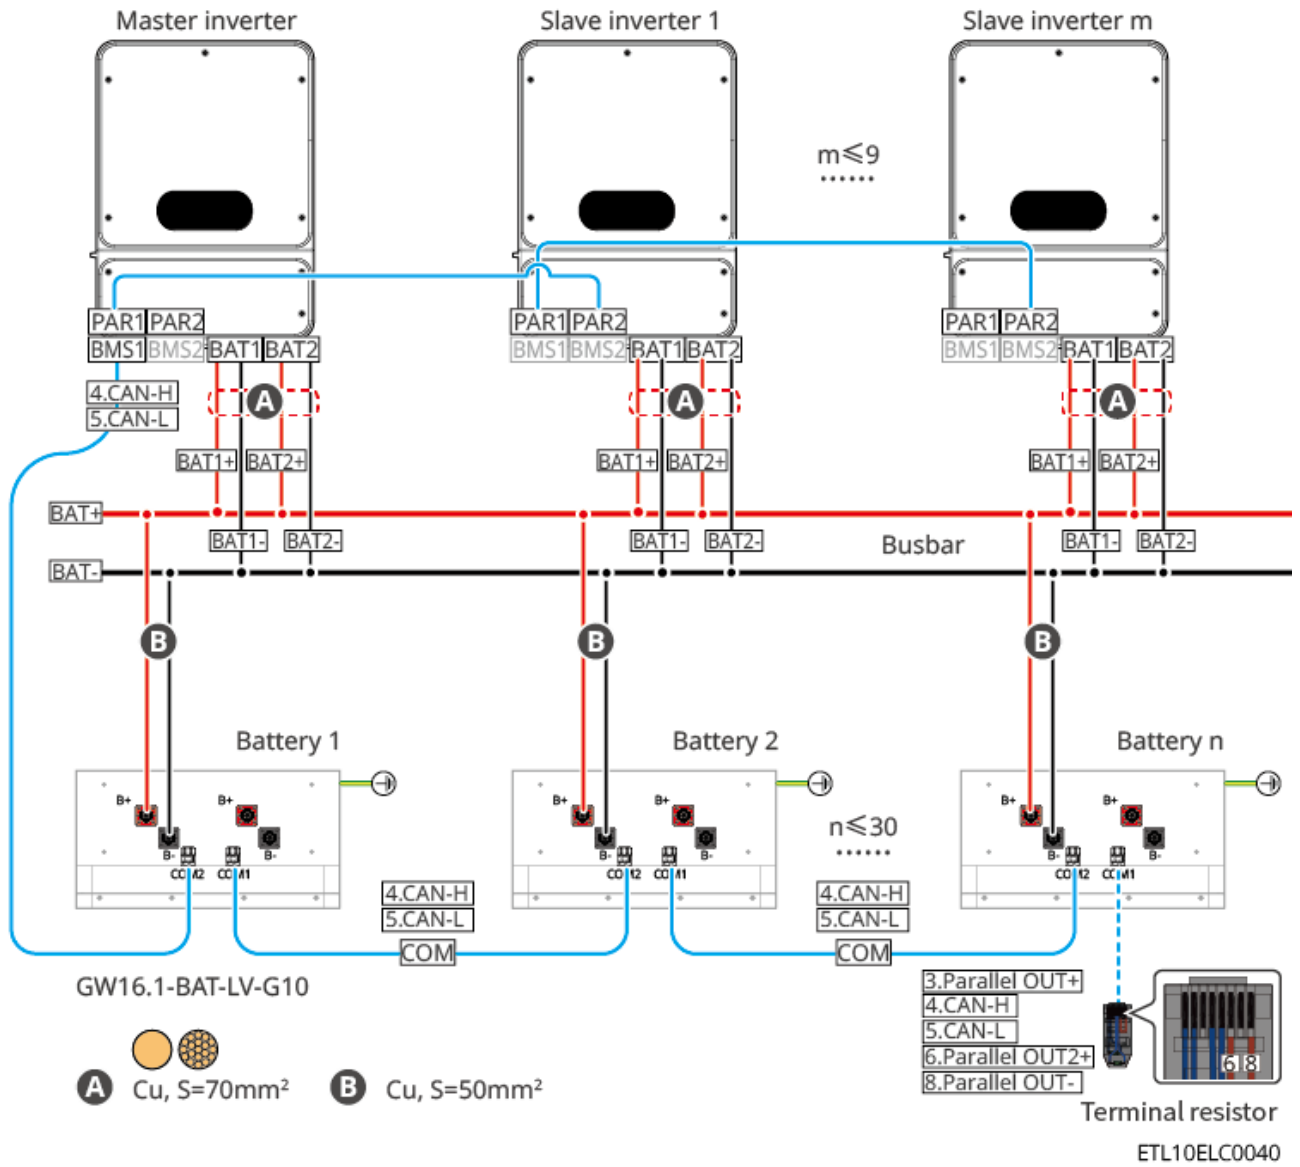 Master inverter
Slave inverter 1
Slave inverter m
m≤9
......
PAR1 PAR2
BMS1 BMS2 BAT1 BAT2
PAR1 PAR2
BMS1 BMS2 BAT1 BAT2
PAR1 PAR2
BMS1 BMS2 BAT1 BAT2
4.CAN-H
5.CAN-L
A
A
A
BAT1+ BAT2+
BAT1+ BAT2+
BAT1+ BAT2+
BAT+
BAT1- BAT2-
BAT1- BAT2-
BAT1- BAT2-
Busbar
BAT-
B
B
B
Battery 1
Battery 2
Battery n
B+ B+
B- B-
COM2 COM1
B+ B+
B- B-
COM2 COM1
n≤30
......
B+ B+
B- B-
COM2 COM1
4.CAN-H
5.CAN-L
COM
4.CAN-H
5.CAN-L
COM
GW16.1-BAT-LV-G10
3.Parallel OUT+
4.CAN-H
5.CAN-L
6.Parallel OUT2+
8.Parallel OUT-
6 8
Terminal resistor
A Cu, S=70mm²
B Cu, S=50mm²
ETL10ELC0040